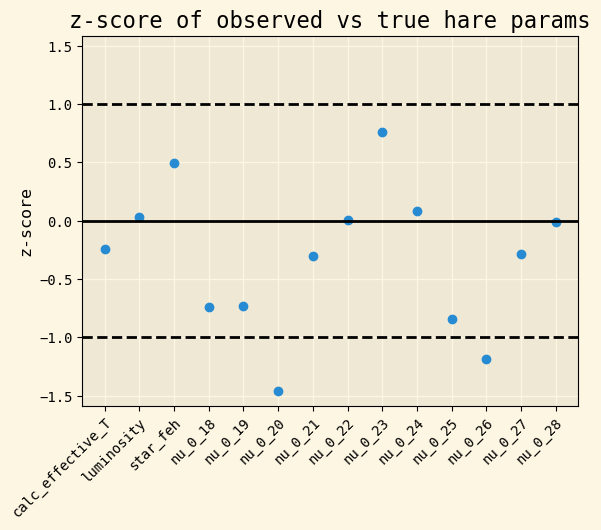 z-score of observed vs true hare params
1.5
1.0
0.5
0.0
−0.5
−1.0
−1.5
z-score
calc_effective_T
luminosity
star_feh
nu_0_18
nu_0_19
nu_0_20
nu_0_21
nu_0_22
nu_0_23
nu_0_24
nu_0_25
nu_0_26
nu_0_27
nu_0_28